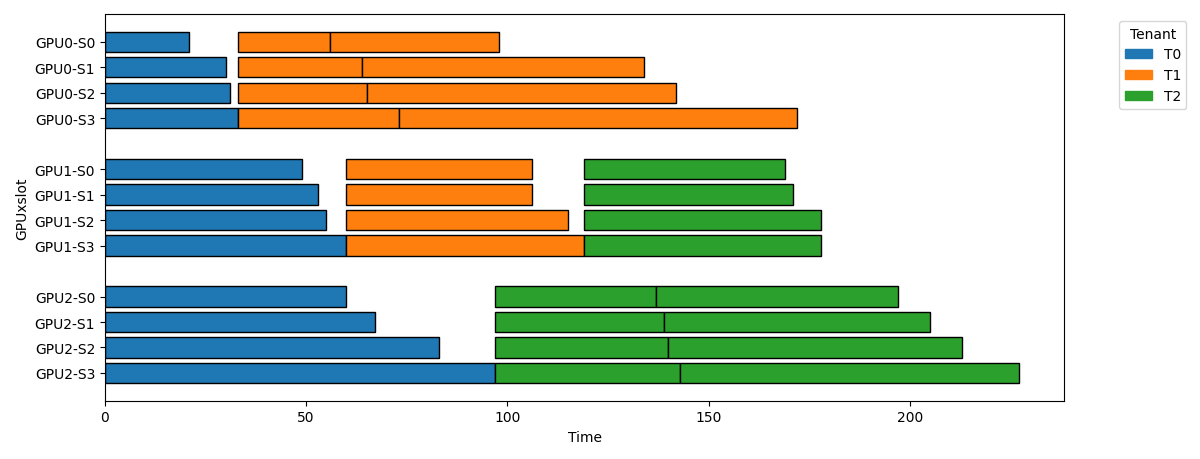 GPU0-S0
GPU0-S1
GPU0-S2
GPU0-S3
GPU1-S0
GPU1-S1
GPU1-S2
GPU1-S3
GPU2-S0
GPU2-S1
GPU2-S2
GPU2-S3
GPUxslot
0 50 100 150 200
Time
Tenant
T0
T1
T2